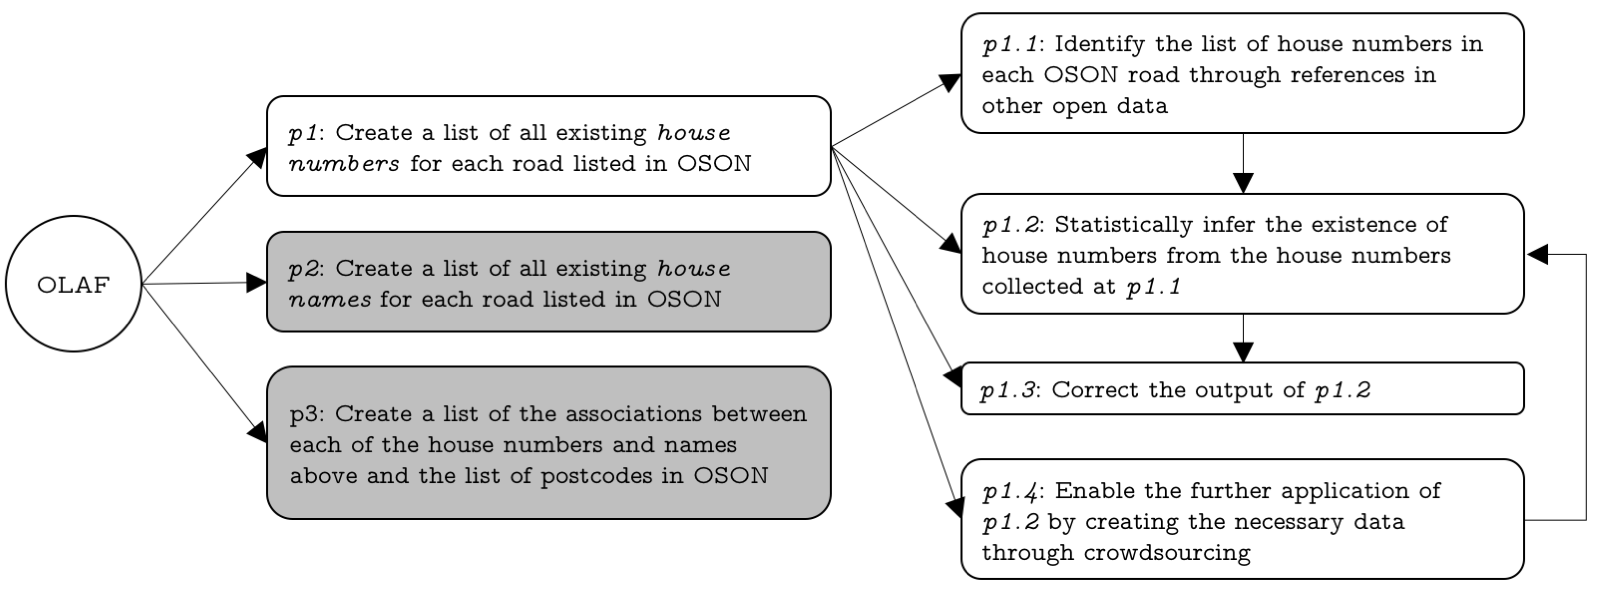 OLAF
p1: Create a list of all existing house
numbers for each road listed in OSON
p2: Create a list of all existing house
names for each road listed in OSON
p3: Create a list of the associations between
each of the house numbers and names
above and the list of postcodes in OSON
p1.1: Identify the list of house numbers in
each OSON road through references in
other open data
p1.2: Statistically infer the existence of
house numbers from the house numbers
collected at p1.1
p1.3: Correct the output of p1.2
p1.4: Enable the further application of
p1.2 by creating the necessary data
through crowdsourcing